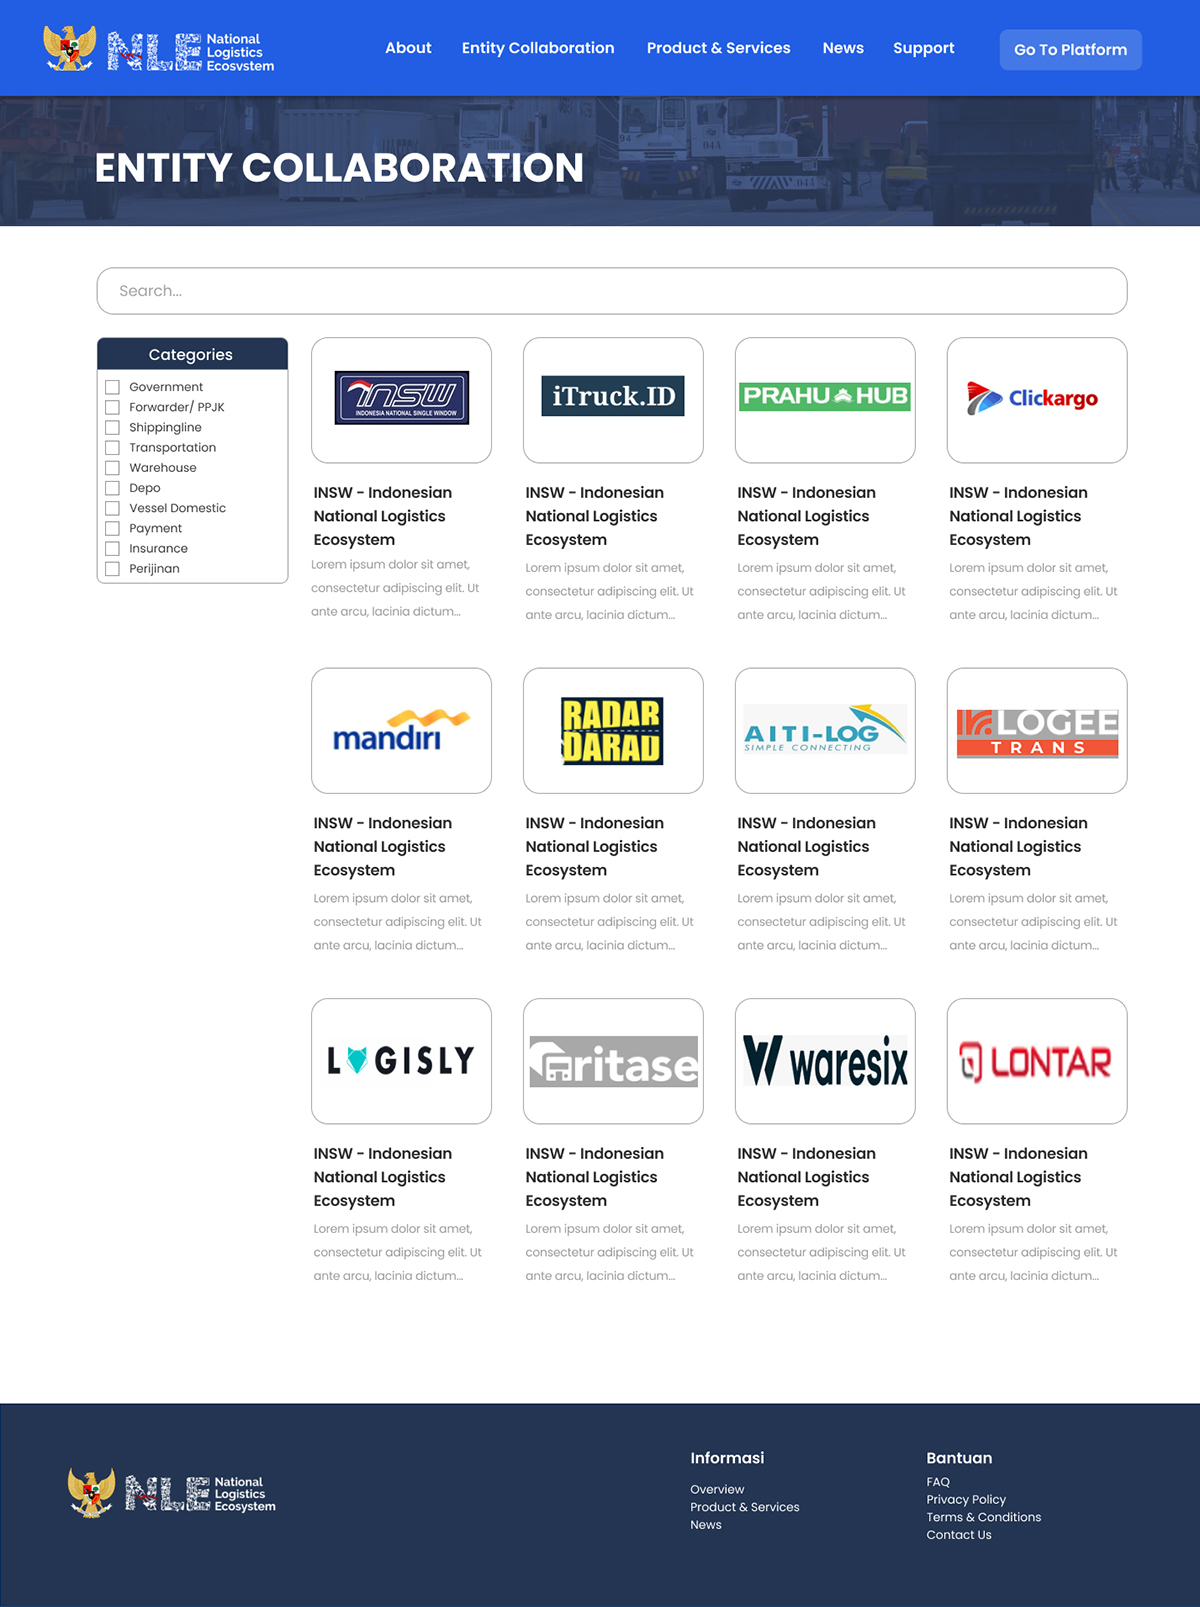 NLE National
Logistics
Ecosystem
About
Entity Collaboration
Product & Services
News
Support
Go To Platform
ENTITY COLLABORATION
Search...
Categories
Government
Forwarder/ PPJK
Shippingline
Transportation
Warehouse
Depo
Vessel Domestic
Payment
Insurance
Perijinan
INSW
INDONESIA NATIONAL SINGLE WINDOW
iTruck.ID
PRAHU HUB
Clickargo
INSW - Indonesian
National Logistics
Ecosystem
Lorem ipsum dolor sit amet,
consectetur adipiscing elit. Ut
ante arcu, lacinia dictum...
INSW - Indonesian
National Logistics
Ecosystem
Lorem ipsum dolor sit amet,
consectetur adipiscing elit. Ut
ante arcu, lacinia dictum...
INSW - Indonesian
National Logistics
Ecosystem
Lorem ipsum dolor sit amet,
consectetur adipiscing elit. Ut
ante arcu, lacinia dictum...
INSW - Indonesian
National Logistics
Ecosystem
Lorem ipsum dolor sit amet,
consectetur adipiscing elit. Ut
ante arcu, lacinia dictum...
mandiri
RADAR
DARAD
AITI-LOG
SIMPLE CONNECTING
LOGEE
TRANS
INSW - Indonesian
National Logistics
Ecosystem
Lorem ipsum dolor sit amet,
consectetur adipiscing elit. Ut
ante arcu, lacinia dictum...
INSW - Indonesian
National Logistics
Ecosystem
Lorem ipsum dolor sit amet,
consectetur adipiscing elit. Ut
ante arcu, lacinia dictum...
INSW - Indonesian
National Logistics
Ecosystem
Lorem ipsum dolor sit amet,
consectetur adipiscing elit. Ut
ante arcu, lacinia dictum...
INSW - Indonesian
National Logistics
Ecosystem
Lorem ipsum dolor sit amet,
consectetur adipiscing elit. Ut
ante arcu, lacinia dictum...
LOGISLY
ritase
waresix
LONTAR
INSW - Indonesian
National Logistics
Ecosystem
Lorem ipsum dolor sit amet,
consectetur adipiscing elit. Ut
ante arcu, lacinia dictum...
INSW - Indonesian
National Logistics
Ecosystem
Lorem ipsum dolor sit amet,
consectetur adipiscing elit. Ut
ante arcu, lacinia dictum...
INSW - Indonesian
National Logistics
Ecosystem
Lorem ipsum dolor sit amet,
consectetur adipiscing elit. Ut
ante arcu, lacinia dictum...
INSW - Indonesian
National Logistics
Ecosystem
Lorem ipsum dolor sit amet,
consectetur adipiscing elit. Ut
ante arcu, lacinia dictum...
NLE National
Logistics
Ecosystem
Informasi
Overview
Product & Services
News
Bantuan
FAQ
Privacy Policy
Terms & Conditions
Contact Us